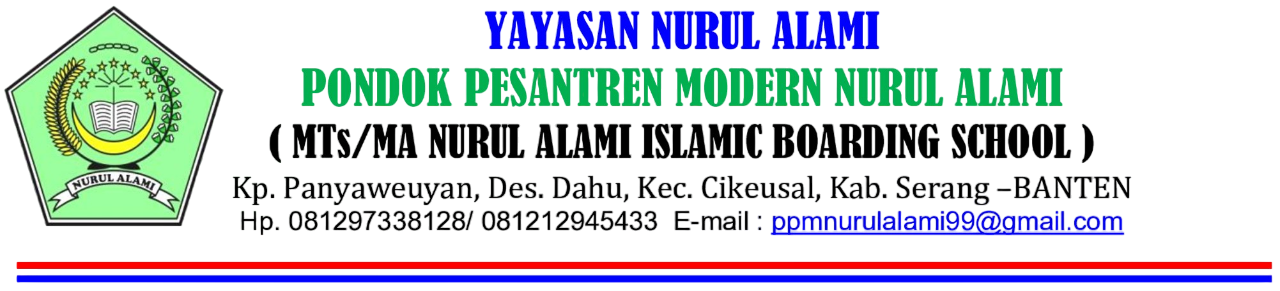 YAYASAN NURUL ALAMI
PONDOK PESANTREN MODERN NURUL ALAMI
( MTs/MA NURUL ALAMI ISLAMIC BOARDING SCHOOL )
Kp. Panyaweuyan, Des. Dahu, Kec. Cikeusal, Kab. Serang –BANTEN
Hp. 081297338128/ 081212945433 E-mail : ppmnurulalami99@gmail.com
NURUL ALAMI